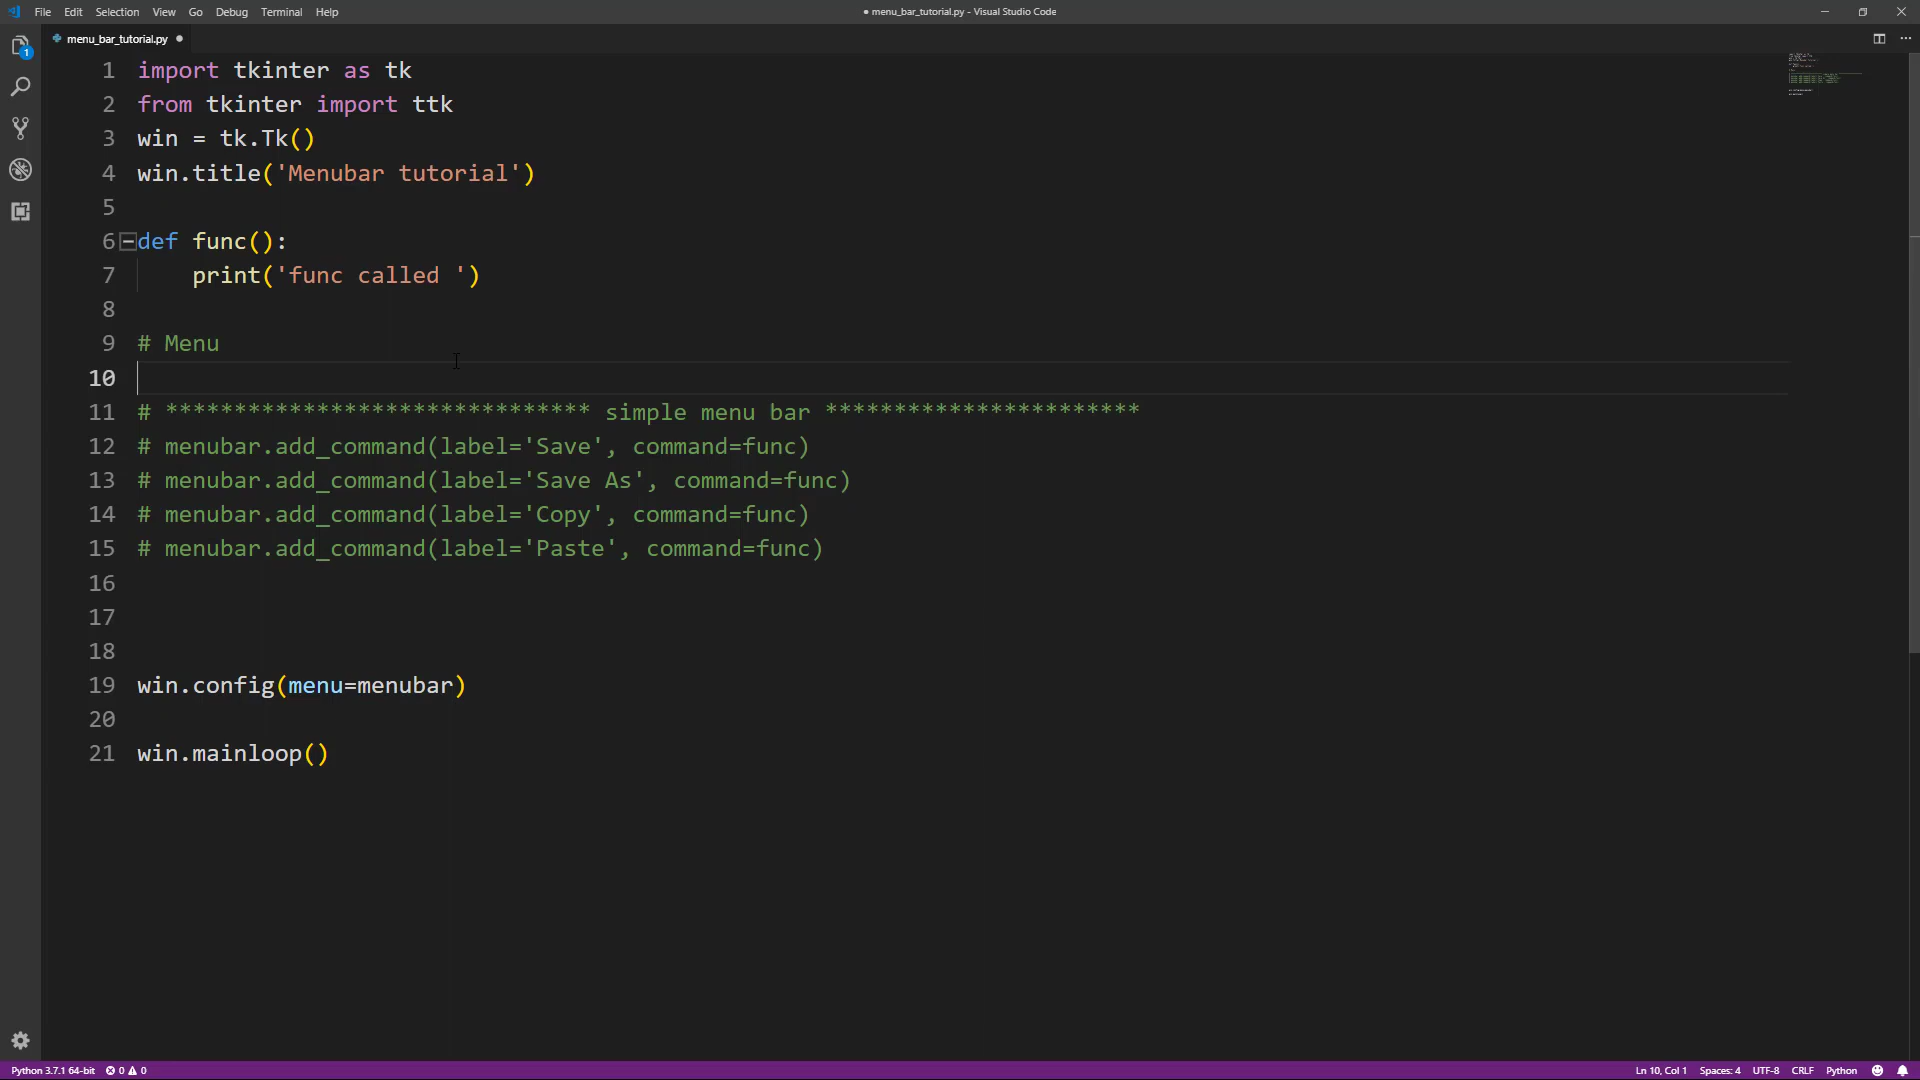 File Edit Selection View Go Debug Terminal Help
● menu_bar_tutorial.py - Visual Studio Code
menu_bar_tutorial.py ●
1
1 import tkinter as tk
2 from tkinter import ttk
3 win = tk.Tk()
4 win.title('Menubar tutorial')
5
6 def func():
7     print('func called ')
8
9 # Menu
10
11 # ******************************* simple menu bar ***********************
12 # menubar.add_command(label='Save', command=func)
13 # menubar.add_command(label='Save As', command=func)
14 # menubar.add_command(label='Copy', command=func)
15 # menubar.add_command(label='Paste', command=func)
16
17
18
19 win.config(menu=menubar)
20
21 win.mainloop()
Python 3.7.1 64-bit 0 0 Ln 10, Col 1 Spaces: 4 UTF-8 CRLF Python